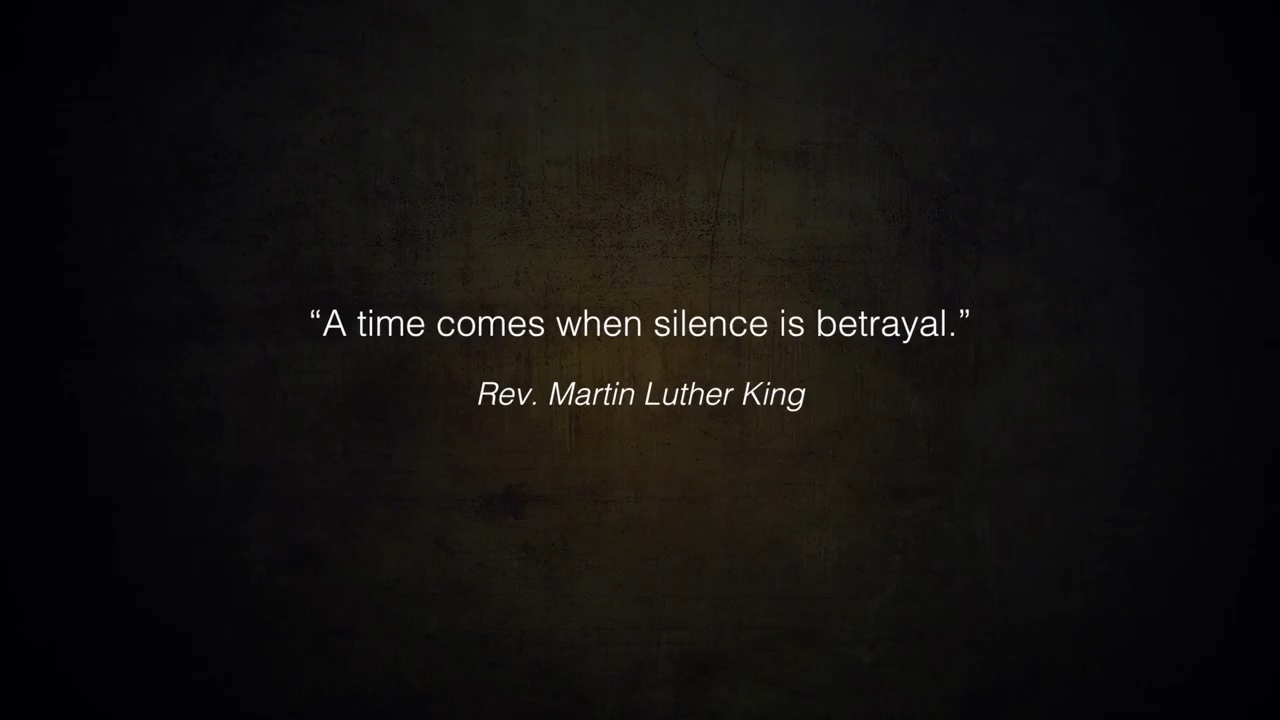 “A time comes when silence is betrayal.”
Rev. Martin Luther King